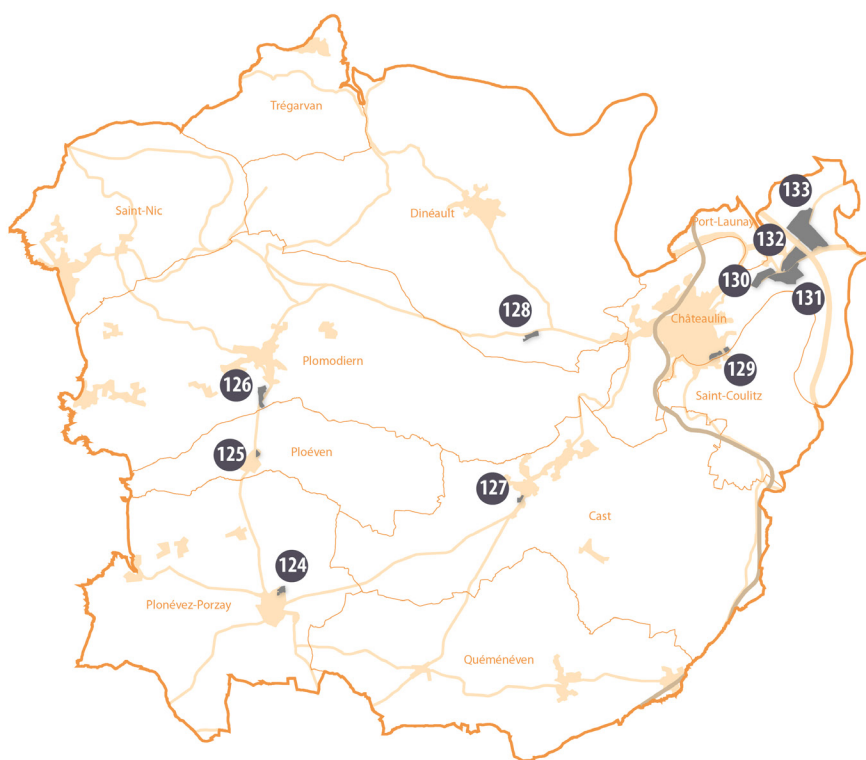 Trégarvan
133
Saint-Nic
Dinéault
Port-Launay
132
130
131
128
Châteaulin
129
Plomodiern
126
Saint-Coulitz
125
Ploéven
127
Cast
124
Plonévez-Porzay
Quéménéven